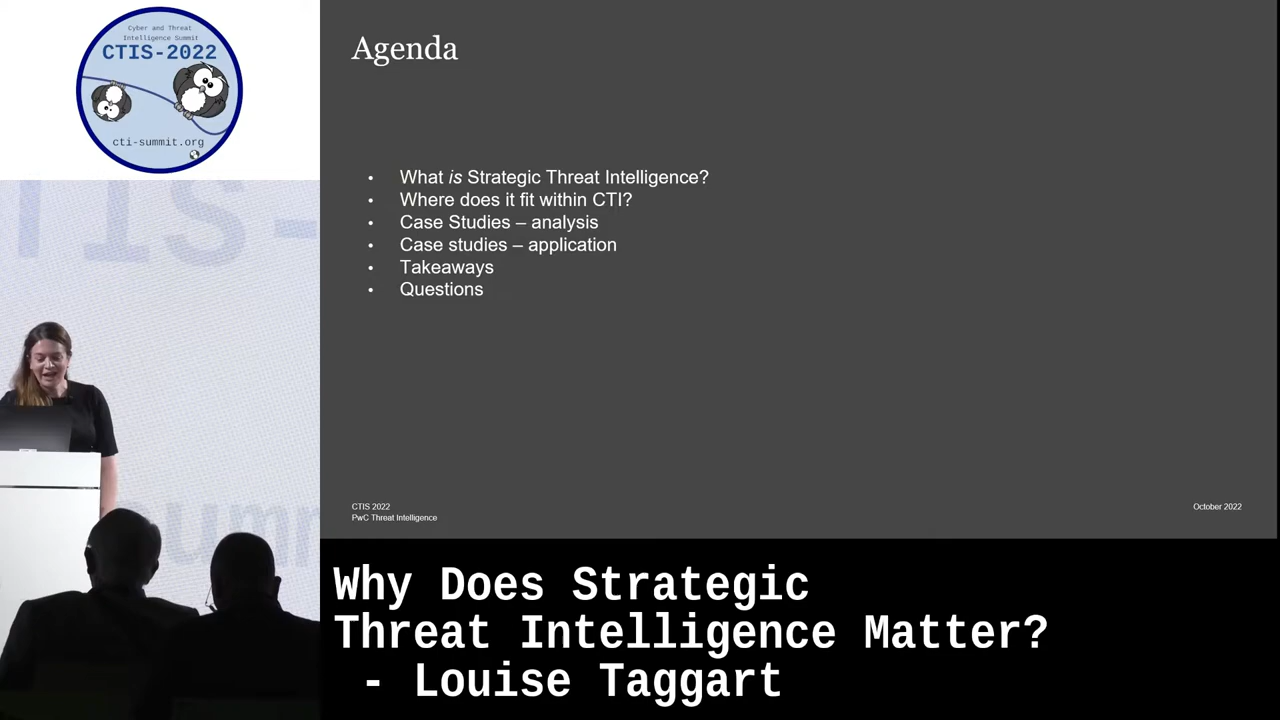 Cyber and Threat
Intelligence Summit
CTIS-2022
cti-summit.org
Agenda
• What is Strategic Threat Intelligence?
• Where does it fit within CTI?
• Case Studies – analysis
• Case studies – application
• Takeaways
• Questions
CTIS 2022
PwC Threat Intelligence
October 2022
TIS-
summ
Why Does Strategic
Threat Intelligence Matter?
- Louise Taggart